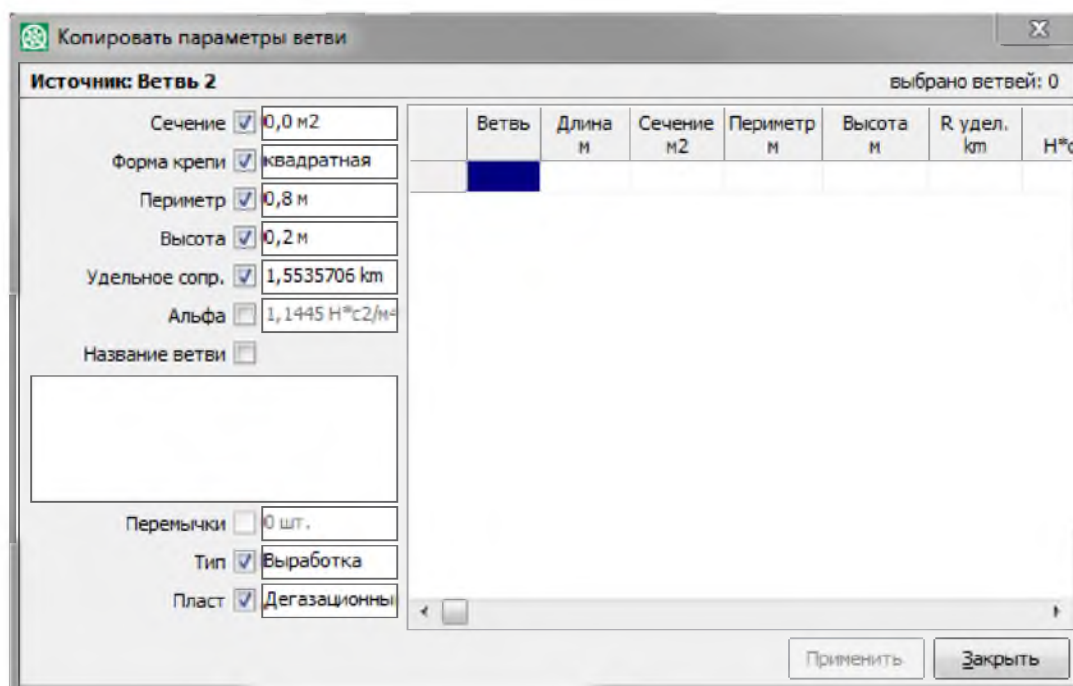 Копировать параметры ветви
Источник: Ветвь 2
выбрано ветвей: 0
Сечение 0,0 м2
Форма крепи квадратная
Периметр 0,8 м
Высота 0,2 м
Удельное сопр. 1,5535706 km
Альфа 1,1445 Н*с2/м4
Название ветви
Перемычки 0 шт.
Тип Выработка
Пласт Дегазационны
Ветвь Длина Сечение Периметр Высота R удел.
м м2 м м km Н*с
Применить Закрыть